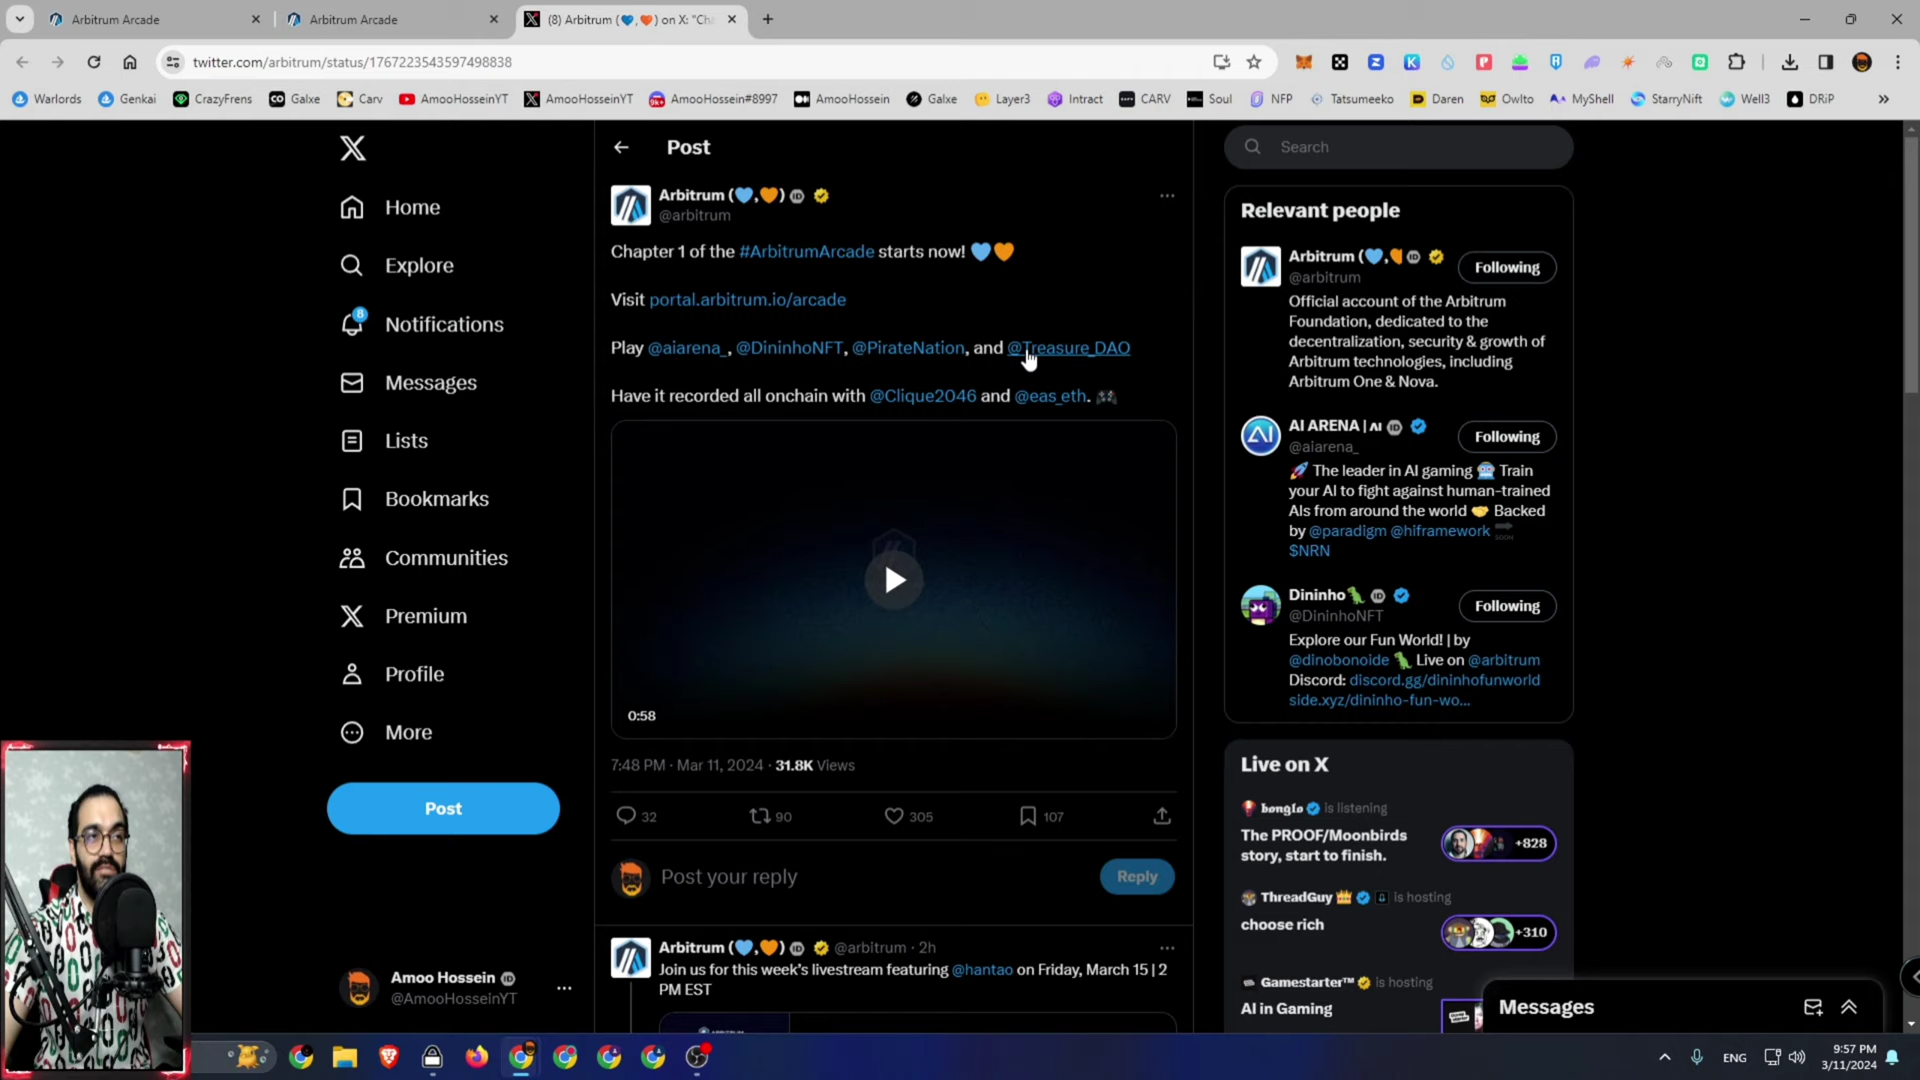 Arbitrum Arcade
Arbitrum Arcade
(8) Arbitrum (💙,🧡) on X: "Cha
twitter.com/arbitrum/status/1767223543597498838
Warlords
Genkai
CrazyFrens
Galxe
Carv
AmooHosseinYT
AmooHosseinYT
AmooHossein#8997
AmooHossein
Galxe
Layer3
Intract
CARV
Soul
NFP
Tatsumeeko
Daren
Owlto
MyShell
StarryNift
Well3
DRiP
Home
Explore
8
Notifications
Messages
Lists
Bookmarks
Communities
Premium
Profile
More
Post
Amoo Hossein
@AmooHosseinYT
Post
Arbitrum (💙,🧡)
@arbitrum
Chapter 1 of the #ArbitrumArcade starts now! 💙🧡
Visit portal.arbitrum.io/arcade
Play @aiarena_, @DininhoNFT, @PirateNation, and @Treasure_DAO
Have it recorded all onchain with @Clique2046 and @eas_eth. 🎮
0:58
7:48 PM · Mar 11, 2024 · 31.8K Views
32
90
305
107
Post your reply
Reply
Arbitrum (💙,🧡) @arbitrum · 2h
Join us for this week's livestream featuring @hantao on Friday, March 15 | 2
PM EST
Search
Relevant people
Arbitrum (💙,🧡
@arbitrum
Following
Official account of the Arbitrum
Foundation, dedicated to the
decentralization, security & growth of
Arbitrum technologies, including
Arbitrum One & Nova.
AI ARENA | AI
@aiarena_
Following
🚀 The leader in AI gaming 🤖 Train
your AI to fight against human-trained
AIs from around the world 🤝 Backed
by @paradigm @hiframework 🔜
$NRN
Dininho🦖
@DininhoNFT
Following
Explore our Fun World! | by
@dinobonoide 🦖 Live on @arbitrum
Discord: discord.gg/dininhofunworld
side.xyz/dininho-fun-wo...
Live on X
is listening
The PROOF/Moonbirds
story, start to finish.
+828
ThreadGuy 👑 is hosting
choose rich
+310
Gamestarter™ is hosting
AI in Gaming
Messages
ENG
9:57 PM
3/11/2024